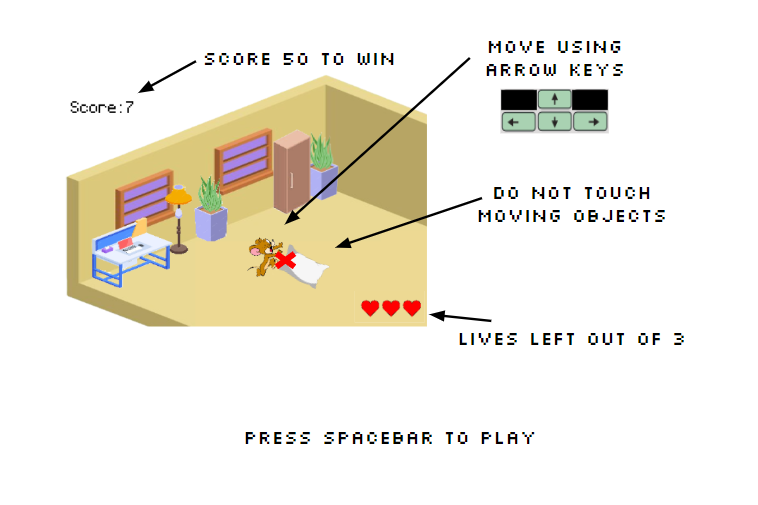 MOVE USING
ARROW KEYS
SCORE 50 TO WIN
Score:7
DO NOT TOUCH
MOVING OBJECTS
LIVES LEFT OUT OF 3
PRESS SPACEBAR TO PLAY